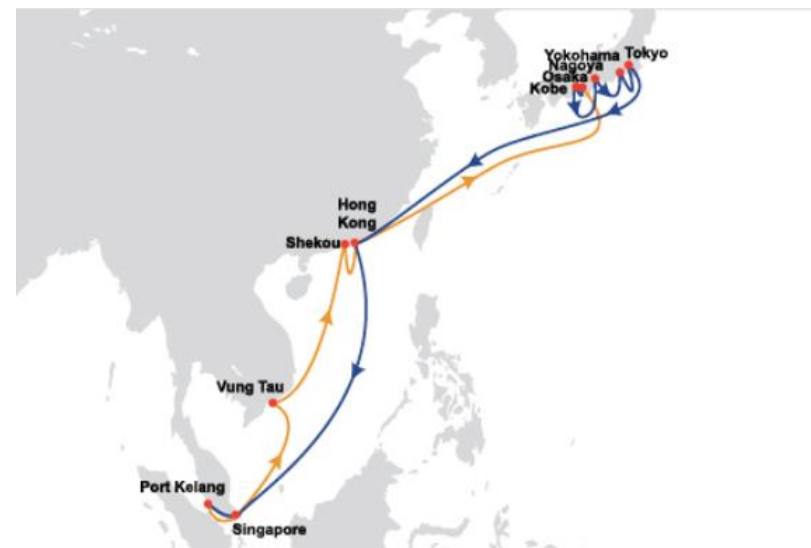 Yokohama
Tokyo
Nagoya
Osaka
Kobe
Hong
Kong
Shekou
Vung Tau
Port Kelang
Singapore